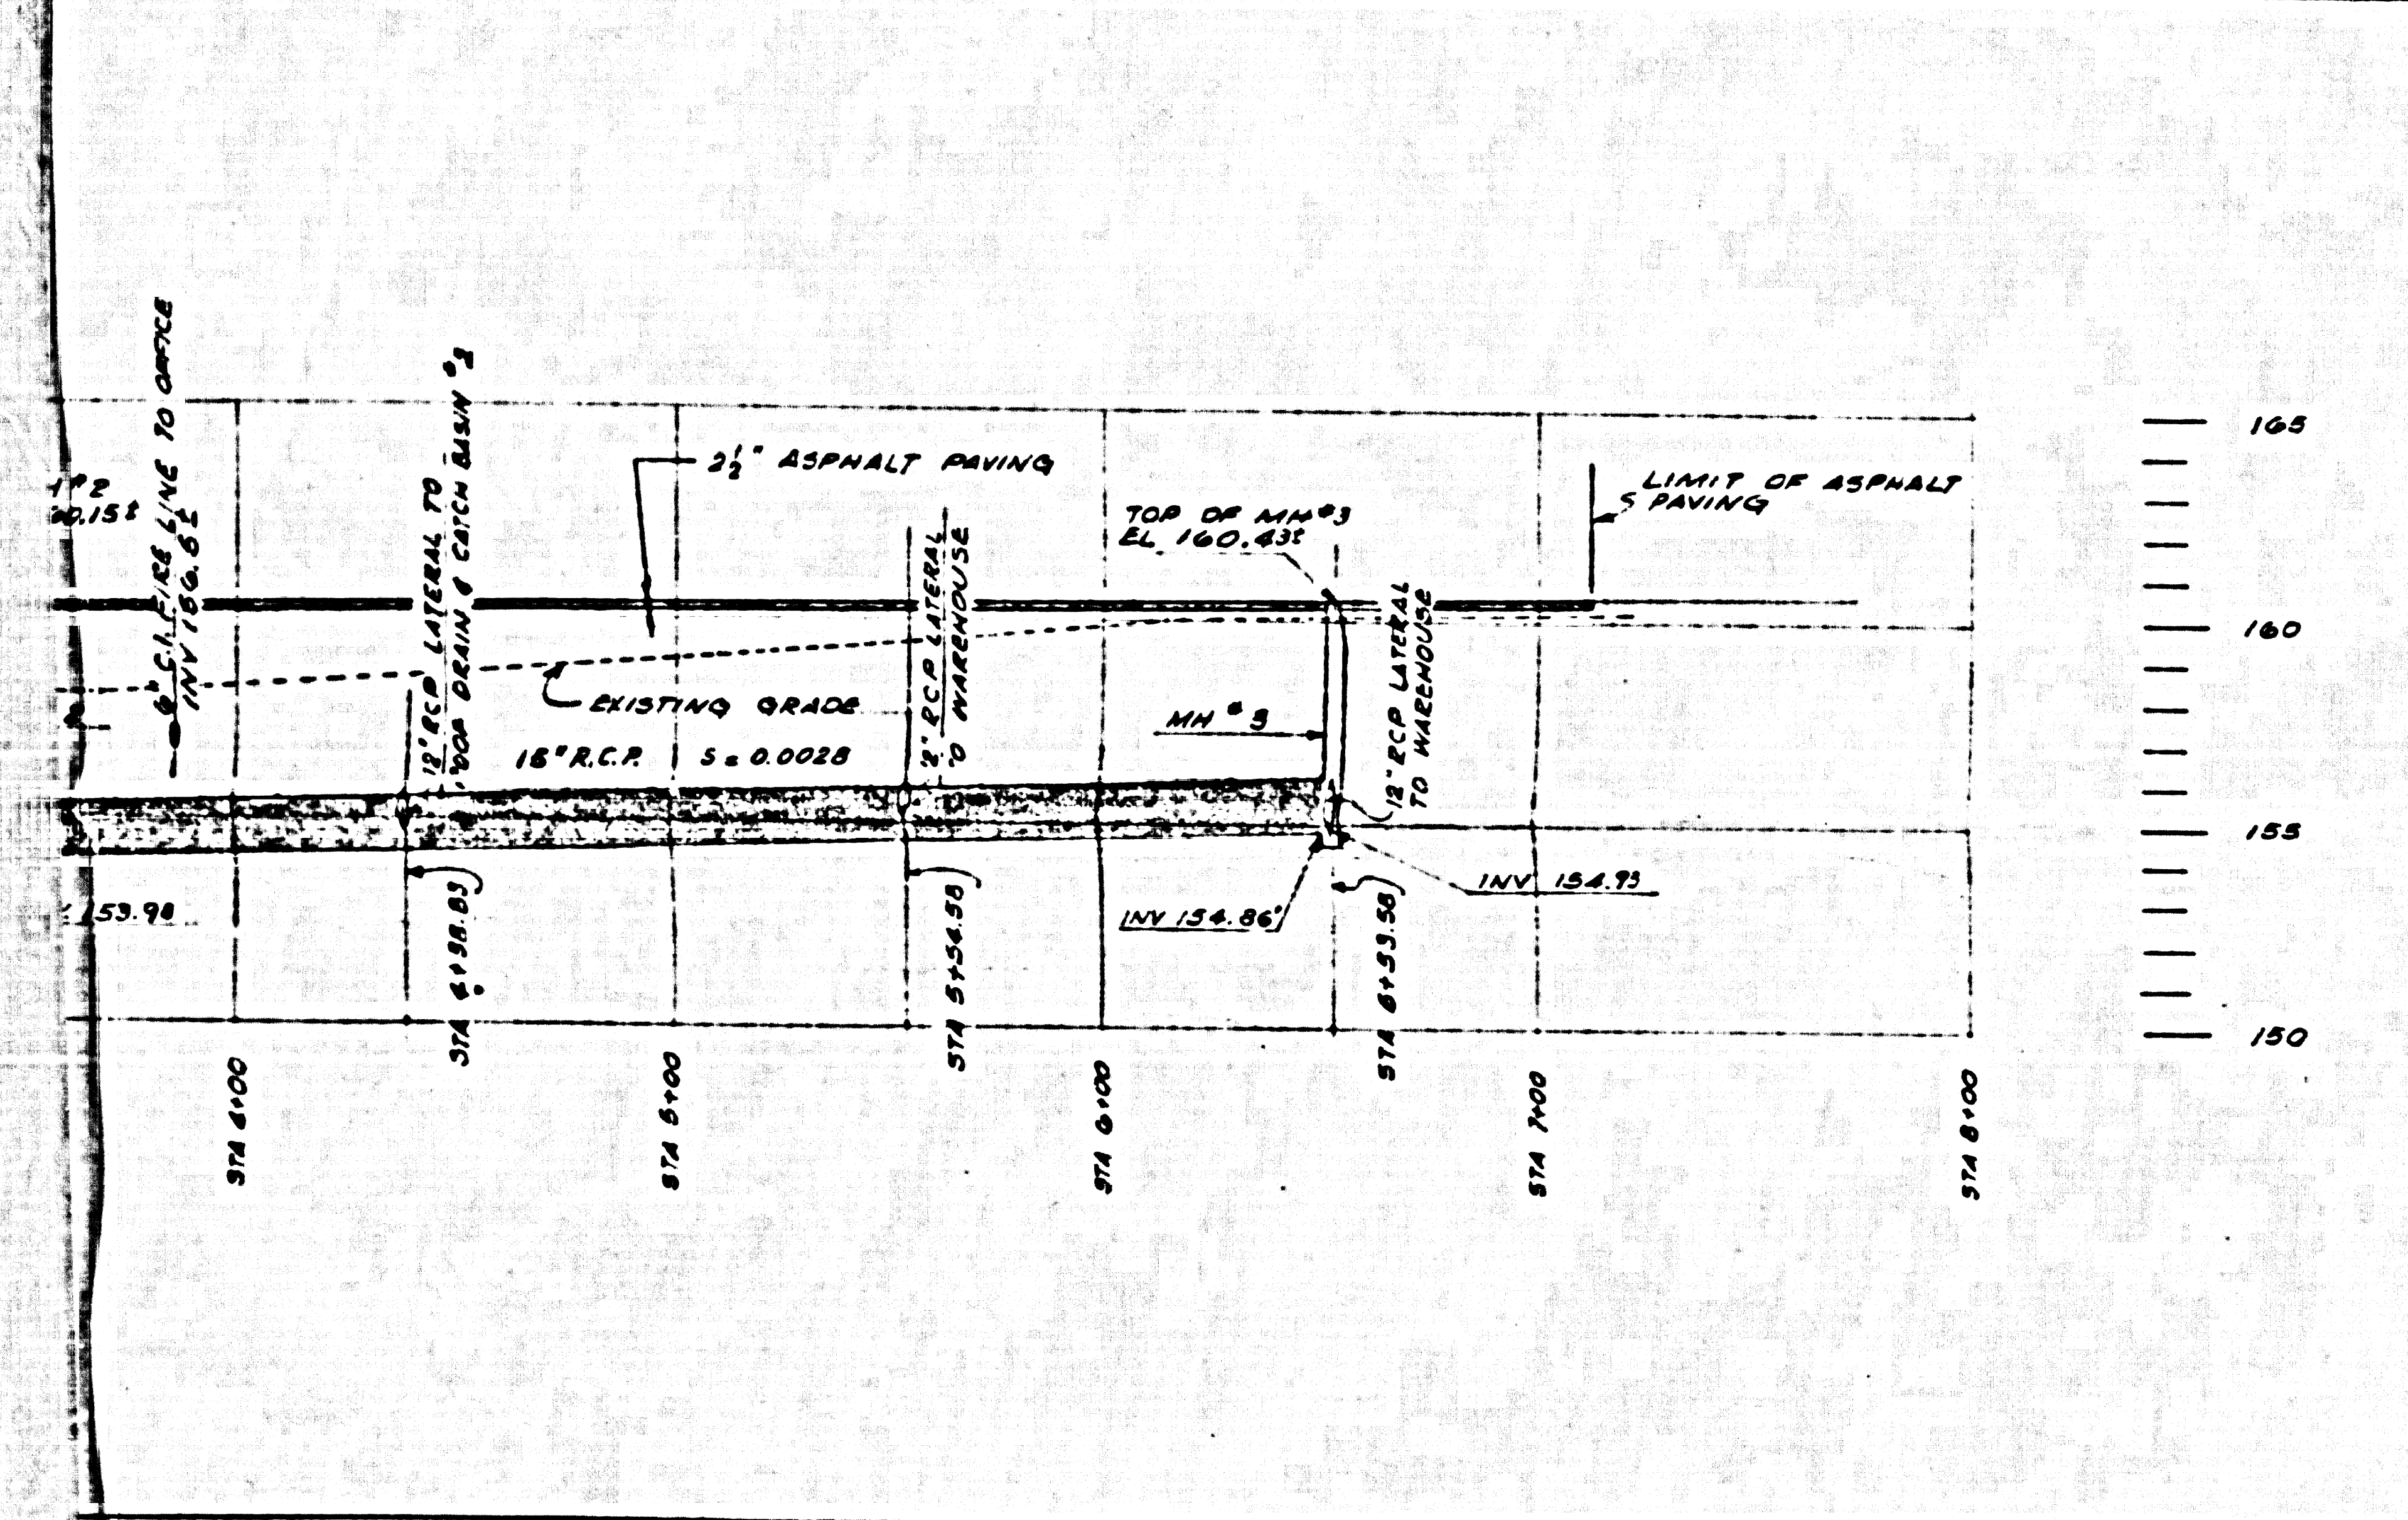 6" C.I. FIRE LINE TO OFFICE
INV 156.6±
12" RCP LATERAL TO
DRAIN & CATCH BASIN #3
2½" ASPHALT PAVING
12" RCP LATERAL
TO WAREHOUSE
TOP OF MH #3
EL 160.43±
LIMIT OF ASPHALT
PAVING
12" RCP LATERAL
TO WAREHOUSE
EXISTING GRADE
R.C.P. S = 0.0028
MH #3
153.98
INV 154.86'
INV 154.93
STA 4+38.83
STA 5+54.58
STA 6+53.58
STA 4+00
STA 5+00
STA 6+00
STA 7+00
STA 8+00
165
160
155
150